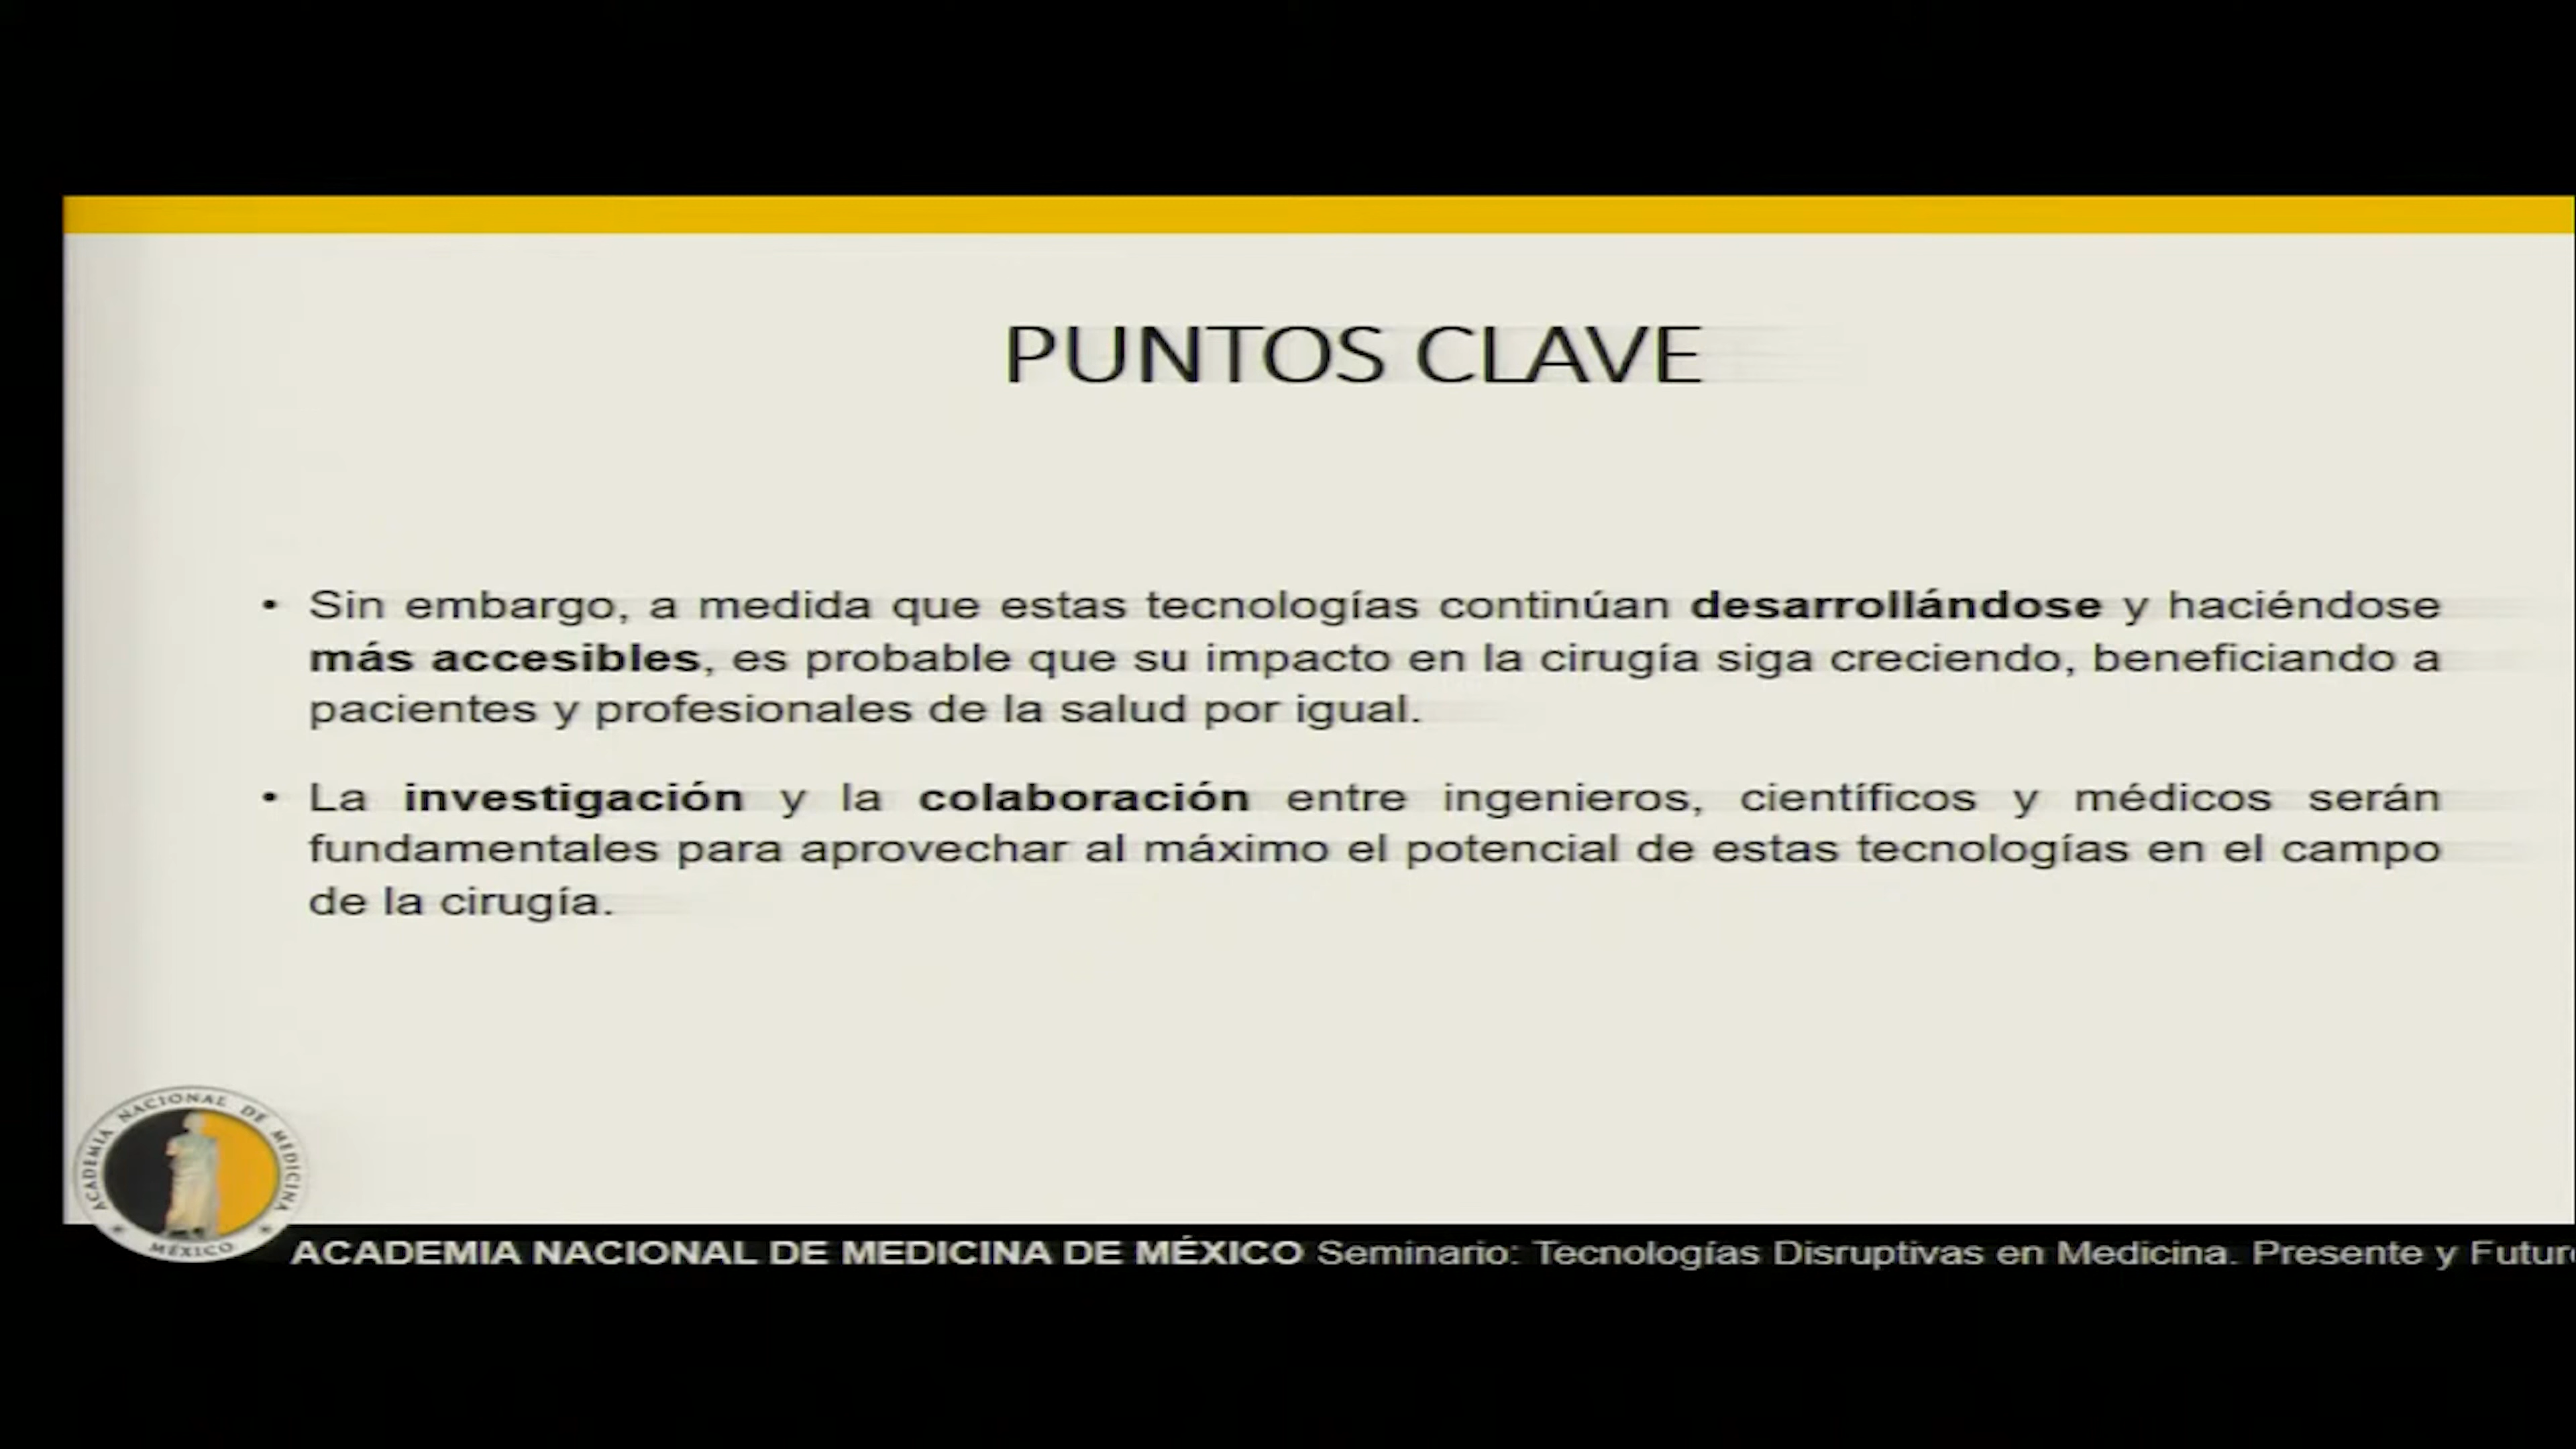 PUNTOS CLAVE
• Sin embargo, a medida que estas tecnologías continúan desarrollándose y haciéndose
más accesibles, es probable que su impacto en la cirugía siga creciendo, beneficiando a
pacientes y profesionales de la salud por igual.
• La investigación y la colaboración entre ingenieros, científicos y médicos serán
fundamentales para aprovechar al máximo el potencial de estas tecnologías en el campo
de la cirugía.
ACADEMIA NACIONAL DE MEDICINA
MÉXICO
ACADEMIA NACIONAL DE MEDICINA DE MÉXICO Seminario: Tecnologías Disruptivas en Medicina. Presente y Futur